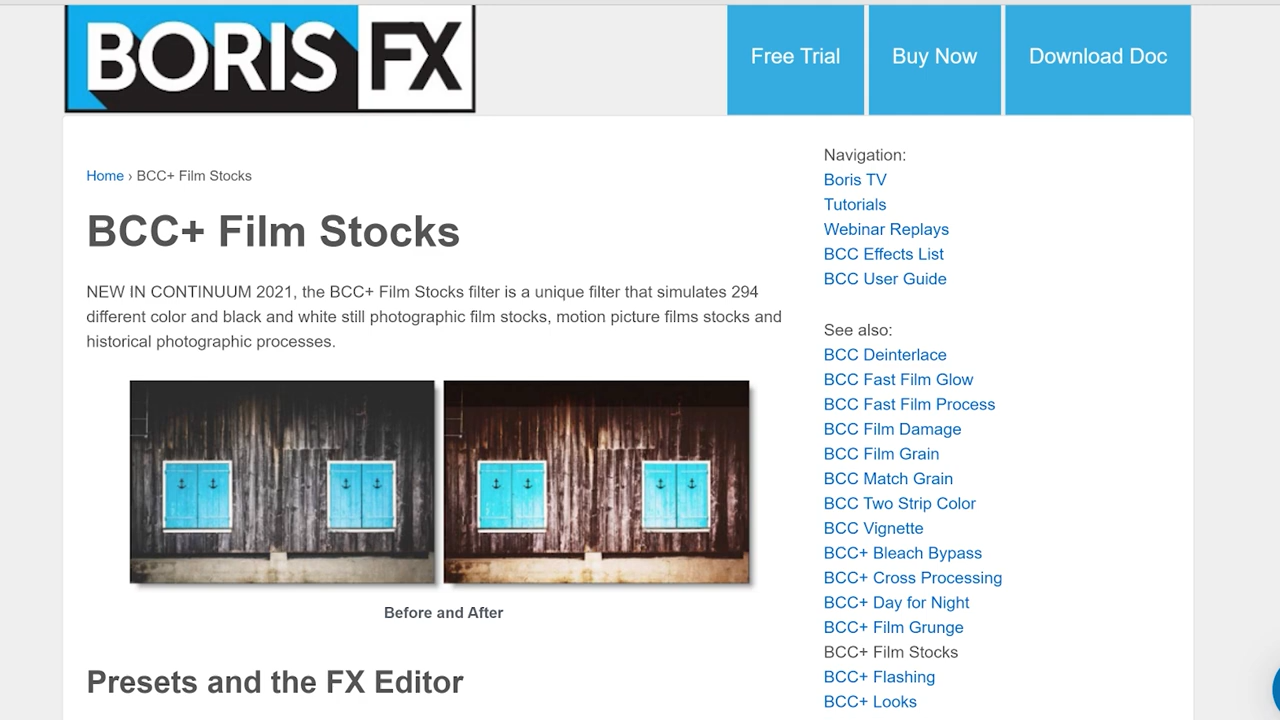 BORIS FX
Free Trial
Buy Now
Download Doc
Home › BCC+ Film Stocks
BCC+ Film Stocks
NEW IN CONTINUUM 2021, the BCC+ Film Stocks filter is a unique filter that simulates 294
different color and black and white still photographic film stocks, motion picture films stocks and
historical photographic processes.
Before and After
Presets and the FX Editor
Navigation:
Boris TV
Tutorials
Webinar Replays
BCC Effects List
BCC User Guide
See also:
BCC Deinterlace
BCC Fast Film Glow
BCC Fast Film Process
BCC Film Damage
BCC Film Grain
BCC Match Grain
BCC Two Strip Color
BCC Vignette
BCC+ Bleach Bypass
BCC+ Cross Processing
BCC+ Day for Night
BCC+ Film Grunge
BCC+ Film Stocks
BCC+ Flashing
BCC+ Looks